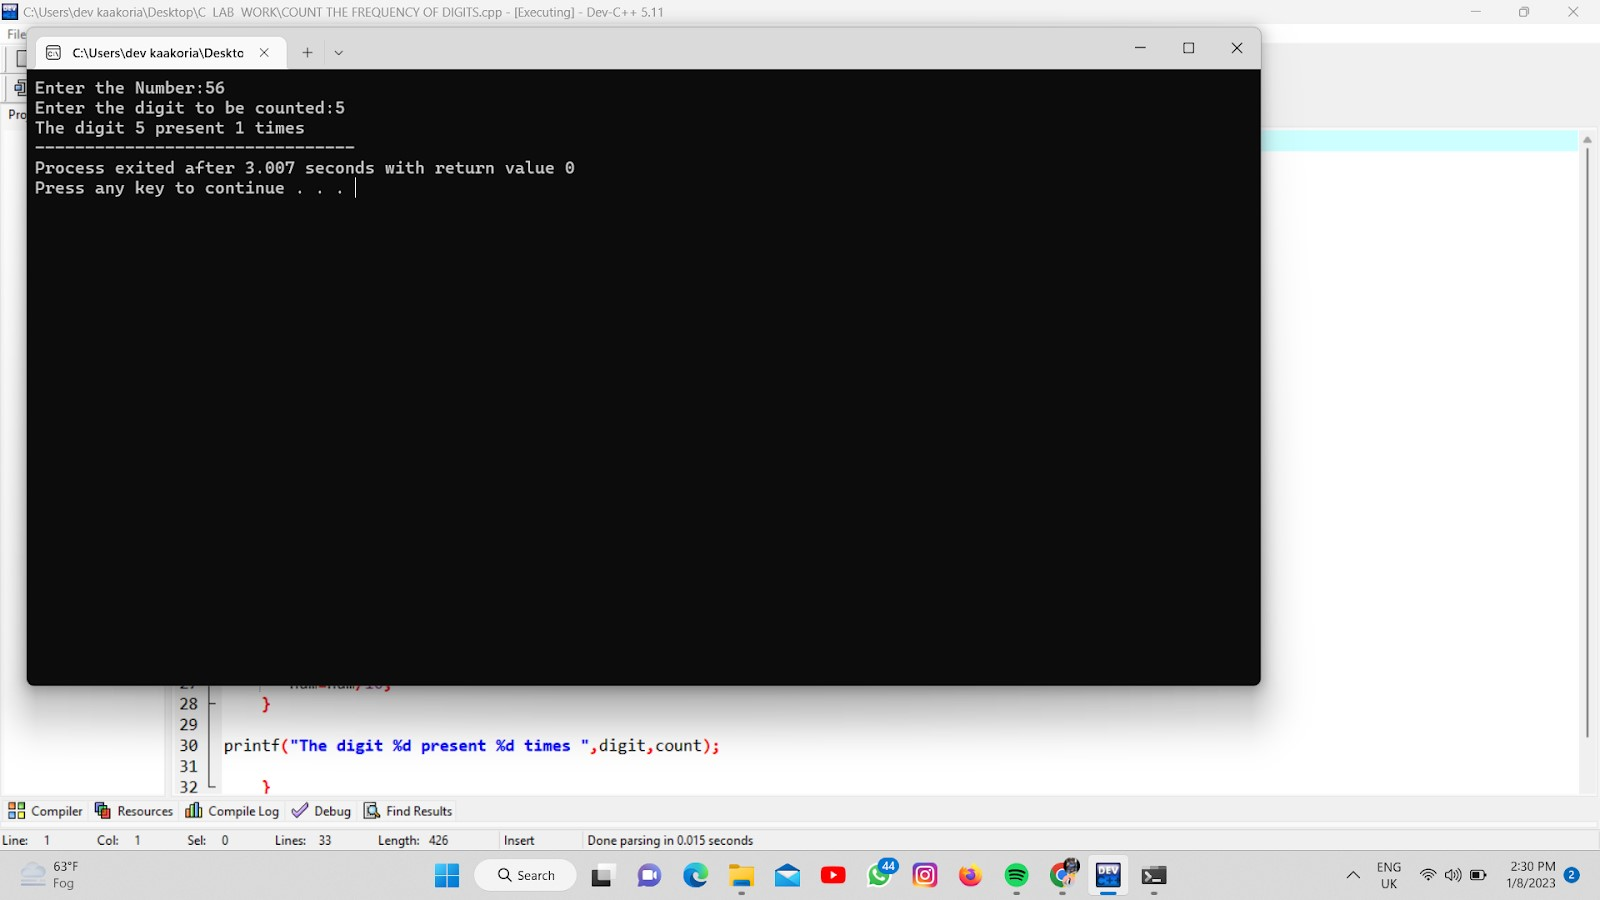 C:\Users\dev kaakoria\Desktop\C LAB WORK\COUNT THE FREQUENCY OF DIGITS.cpp - [Executing] - Dev-C++ 5.11
File
C:\Users\dev kaakoria\Deskto
Enter the Number:56
Enter the digit to be counted:5
The digit 5 present 1 times
--------------------------------
Process exited after 3.007 seconds with return value 0
Press any key to continue . . .
Pro
28 }
29
30 printf("The digit %d present %d times ",digit,count);
31
32 }
Compiler Resources Compile Log Debug Find Results
Line: 1 Col: 1 Sel: 0 Lines: 33 Length: 426 Insert Done parsing in 0.015 seconds
63°F
Fog
Search
44
DEV
ENG
UK
2:30 PM
1/8/2023
2